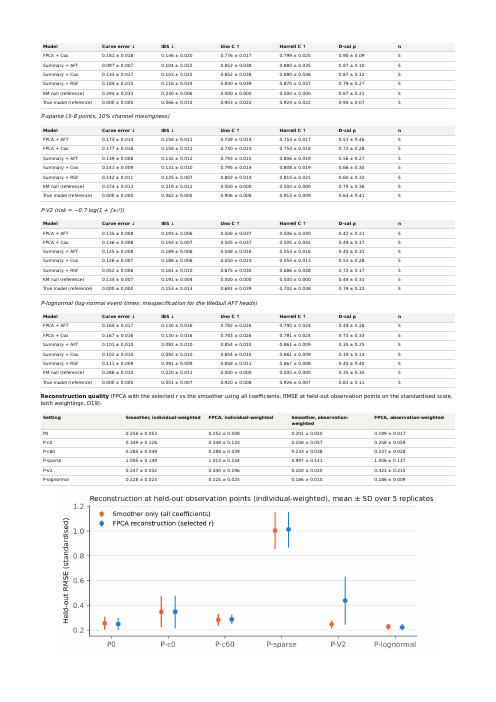 Model Curve error ↓ IBS ↓ Uno C ↑ Harrell C ↑ D-cal p n
FPCA + Cox 0.181 ± 0.018 0.146 ± 0.020 0.776 ± 0.017 0.799 ± 0.025 0.90 ± 0.09 5
Summary + AFT 0.097 ± 0.007 0.104 ± 0.022 0.852 ± 0.038 0.880 ± 0.035 0.87 ± 0.10 5
Summary + Cox 0.133 ± 0.017 0.103 ± 0.022 0.852 ± 0.038 0.880 ± 0.036 0.87 ± 0.12 5
Summary + RSF 0.184 ± 0.015 0.116 ± 0.019 0.840 ± 0.039 0.870 ± 0.037 0.79 ± 0.27 5
KM null (reference) 0.294 ± 0.013 0.230 ± 0.006 0.500 ± 0.000 0.500 ± 0.000 0.87 ± 0.21 5
True model (reference) 0.000 ± 0.000 0.066 ± 0.015 0.903 ± 0.022 0.924 ± 0.022 0.95 ± 0.07 5
P-sparse (3–8 points, 10% channel missingness)
Model Curve error ↓ IBS ↓ Uno C ↑ Harrell C ↑ D-cal p n
FPCA + AFT 0.173 ± 0.014 0.158 ± 0.011 0.739 ± 0.014 0.753 ± 0.017 0.51 ± 0.46 5
FPCA + Cox 0.177 ± 0.016 0.158 ± 0.011 0.740 ± 0.014 0.753 ± 0.018 0.72 ± 0.28 5
Summary + AFT 0.139 ± 0.008 0.132 ± 0.012 0.793 ± 0.015 0.806 ± 0.019 0.56 ± 0.27 5
Summary + Cox 0.141 ± 0.009 0.131 ± 0.010 0.795 ± 0.014 0.808 ± 0.019 0.66 ± 0.35 5
Summary + RSF 0.142 ± 0.011 0.125 ± 0.007 0.802 ± 0.014 0.815 ± 0.021 0.60 ± 0.32 5
KM null (reference) 0.274 ± 0.013 0.219 ± 0.011 0.500 ± 0.000 0.500 ± 0.000 0.79 ± 0.36 5
True model (reference) 0.000 ± 0.000 0.062 ± 0.005 0.906 ± 0.008 0.913 ± 0.009 0.63 ± 0.41 5
Model Curve error ↓ IBS ↓ Uno C ↑ Harrell C ↑ D-cal p n
FPCA + AFT 0.135 ± 0.008 0.193 ± 0.006 0.506 ± 0.037 0.506 ± 0.040 0.42 ± 0.21 5
FPCA + Cox 0.136 ± 0.008 0.193 ± 0.007 0.505 ± 0.037 0.505 ± 0.041 0.49 ± 0.17 5
Summary + AFT 0.125 ± 0.008 0.189 ± 0.006 0.548 ± 0.016 0.553 ± 0.016 0.45 ± 0.31 5
Summary + Cox 0.126 ± 0.007 0.188 ± 0.006 0.550 ± 0.014 0.555 ± 0.013 0.51 ± 0.28 5
Summary + RSF 0.052 ± 0.006 0.161 ± 0.010 0.675 ± 0.030 0.686 ± 0.028 0.72 ± 0.17 5
KM null (reference) 0.134 ± 0.007 0.191 ± 0.004 0.500 ± 0.000 0.500 ± 0.000 0.44 ± 0.31 5
True model (reference) 0.000 ± 0.000 0.153 ± 0.013 0.691 ± 0.039 0.702 ± 0.038 0.79 ± 0.22 5
P-lognormal (log-normal event times; misspecification for the Weibull AFT heads)
Model Curve error ↓ IBS ↓ Uno C ↑ Harrell C ↑ D-cal p n
FPCA + AFT 0.164 ± 0.017 0.130 ± 0.016 0.782 ± 0.026 0.790 ± 0.024 0.49 ± 0.26 5
FPCA + Cox 0.167 ± 0.016 0.130 ± 0.016 0.783 ± 0.026 0.791 ± 0.024 0.75 ± 0.33 5
Summary + AFT 0.101 ± 0.010 0.092 ± 0.010 0.854 ± 0.010 0.861 ± 0.009 0.35 ± 0.25 5
Summary + Cox 0.102 ± 0.010 0.092 ± 0.010 0.854 ± 0.010 0.861 ± 0.009 0.19 ± 0.14 5
Summary + RSF 0.111 ± 0.009 0.091 ± 0.009 0.858 ± 0.011 0.867 ± 0.008 0.45 ± 0.40 5
KM null (reference) 0.286 ± 0.010 0.220 ± 0.009 0.500 ± 0.000 0.500 ± 0.000 0.35 ± 0.35 5
True model (reference) 0.000 ± 0.000 0.051 ± 0.007 0.920 ± 0.008 0.926 ± 0.007 0.81 ± 0.11 5
Reconstruction quality (FPCA with the selected r vs the smoother using all coefficients; RMSE at held-out observation points on the standardised scale,
both weightings, D19):
Setting Smoother, individual-weighted FPCA, individual-weighted Smoother, observation-weighted FPCA, observation-weighted
P0 0.256 ± 0.053 0.252 ± 0.048 0.201 ± 0.020 0.199 ± 0.017
P-c0 0.349 ± 0.126 0.348 ± 0.133 0.258 ± 0.057 0.258 ± 0.059
P-c60 0.285 ± 0.049 0.288 ± 0.039 0.233 ± 0.038 0.237 ± 0.028
P-sparse 1.005 ± 0.149 1.013 ± 0.144 0.997 ± 0.141 1.006 ± 0.137
P-V2 0.247 ± 0.032 0.440 ± 0.196 0.200 ± 0.010 0.421 ± 0.215
P-lognormal 0.228 ± 0.023 0.225 ± 0.025 0.186 ± 0.010 0.186 ± 0.009
Reconstruction at held-out observation points (individual-weighted), mean ± SD over 5 replicates
Smoother only (all coefficients)
FPCA reconstruction (selected r)
Held-out RMSE (standardised)
1.2
1.0
0.8
0.6
0.4
0.2
P0 P-c0 P-c60 P-sparse P-V2 P-lognormal